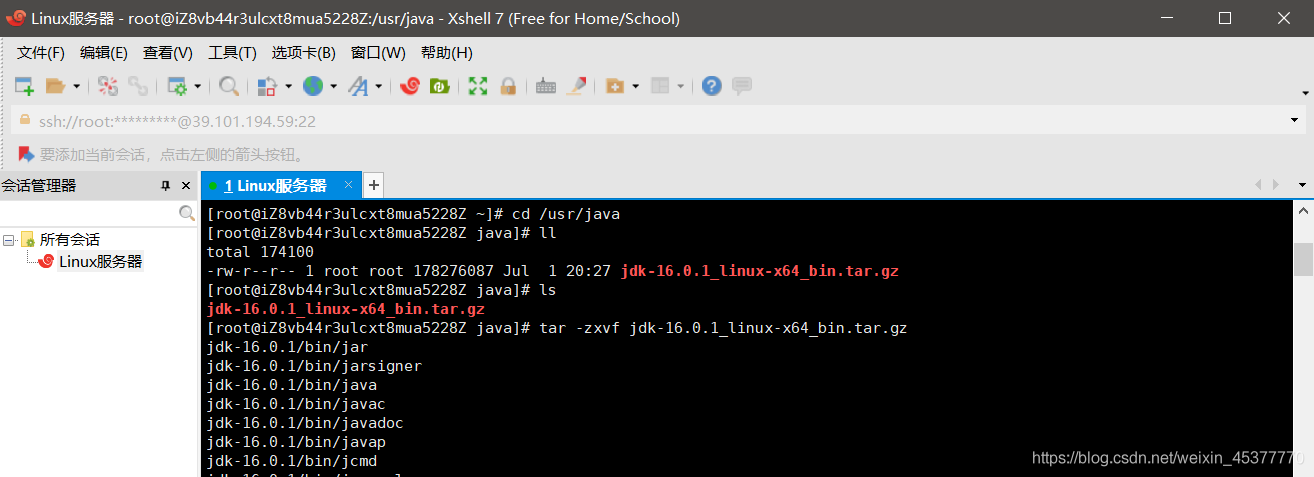 Linux服务器 - root@iZ8vb44r3ulcxt8mua5228Z:/usr/java - Xshell 7 (Free for Home/School)
文件(F) 编辑(E) 查看(V) 工具(T) 选项卡(B) 窗口(W) 帮助(H)
ssh://root:*********@39.101.194.59:22
要添加当前会话，点击左侧的箭头按钮。
会话管理器
1 Linux服务器
所有会话
Linux服务器
[root@iZ8vb44r3ulcxt8mua5228Z ~]# cd /usr/java
[root@iZ8vb44r3ulcxt8mua5228Z java]# ll
total 174100
-rw-r--r-- 1 root root 178276087 Jul  1 20:27 jdk-16.0.1_linux-x64_bin.tar.gz
[root@iZ8vb44r3ulcxt8mua5228Z java]# ls
jdk-16.0.1_linux-x64_bin.tar.gz
[root@iZ8vb44r3ulcxt8mua5228Z java]# tar -zxvf jdk-16.0.1_linux-x64_bin.tar.gz
jdk-16.0.1/bin/jar
jdk-16.0.1/bin/jarsigner
jdk-16.0.1/bin/java
jdk-16.0.1/bin/javac
jdk-16.0.1/bin/javadoc
jdk-16.0.1/bin/javap
jdk-16.0.1/bin/jcmd
https://blog.csdn.net/weixin_45377770